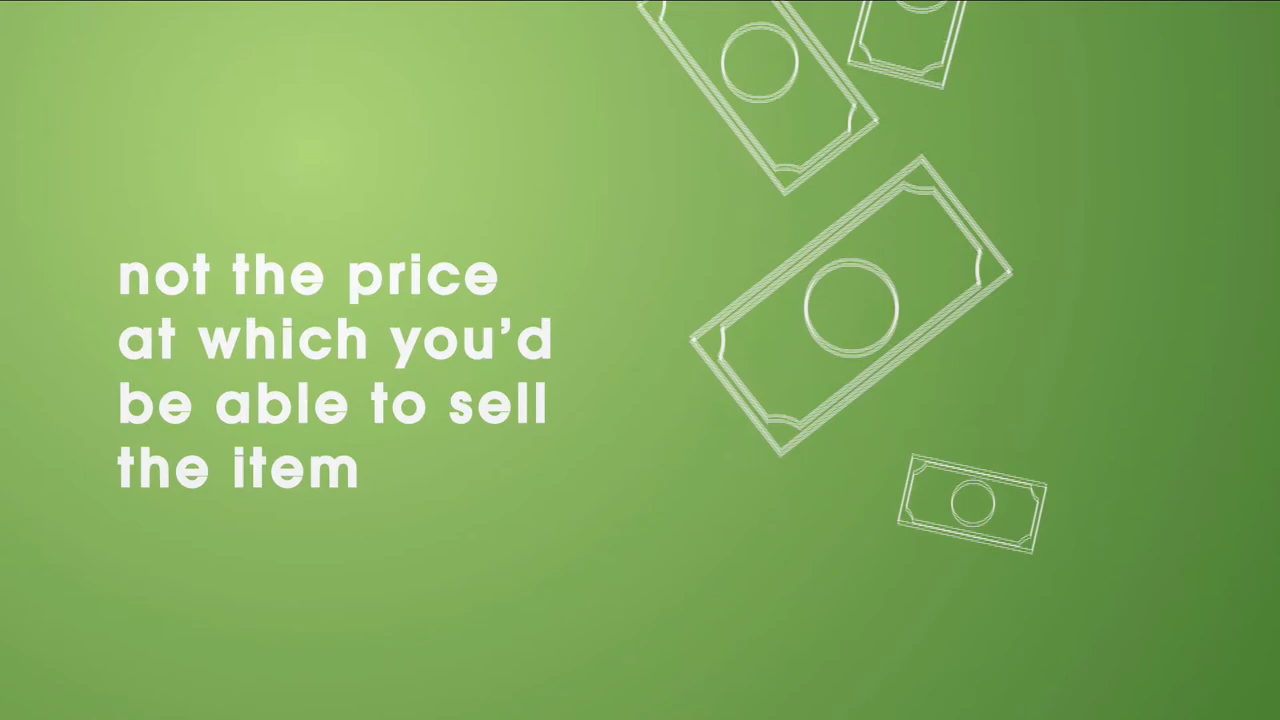 not the price
at which you’d
be able to sell
the item